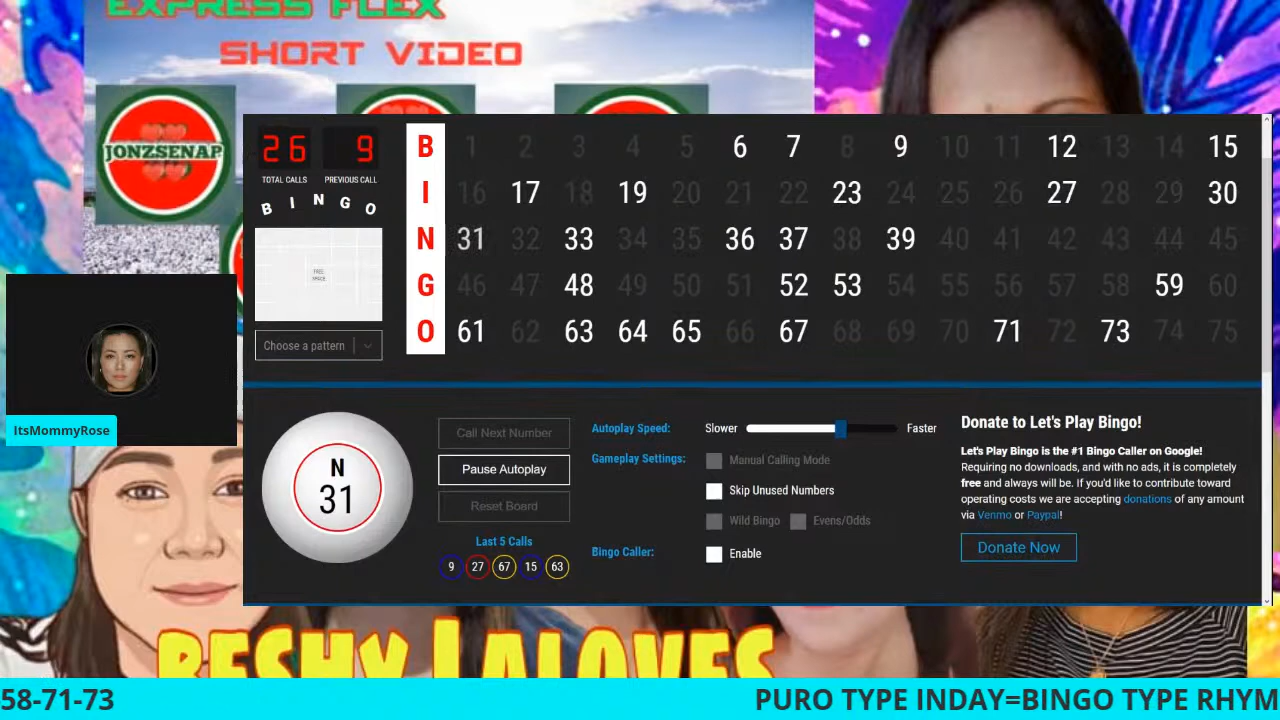 EXPRESS FLEX
SHORT VIDEO
JONZSENAP
26 9
TOTAL CALLS PREVIOUS CALL
B I N G O
FREE
SPACE
Choose a pattern
B 1 2 3 4 5 6 7 8 9 10 11 12 13 14 15
I 16 17 18 19 20 21 22 23 24 25 26 27 28 29 30
N 31 32 33 34 35 36 37 38 39 40 41 42 43 44 45
G 46 47 48 49 50 51 52 53 54 55 56 57 58 59 60
O 61 62 63 64 65 66 67 68 69 70 71 72 73 74 75
ItsMommyRose
N
31
Call Next Number
Pause Autoplay
Reset Board
Last 5 Calls
9 27 67 15 63
Autoplay Speed: Slower Faster
Gameplay Settings: Manual Calling Mode
Skip Unused Numbers
Wild Bingo Evens/Odds
Bingo Caller: Enable
Donate to Let's Play Bingo!
Let's Play Bingo is the #1 Bingo Caller on Google!
Requiring no downloads, and with no ads, it is completely
free and always will be. If you'd like to contribute toward
operating costs we are accepting donations of any amount
via Venmo or Paypal!
Donate Now
BESHY LALOVES
58-71-73
PURO TYPE INDAY=BINGO TYPE RHYM